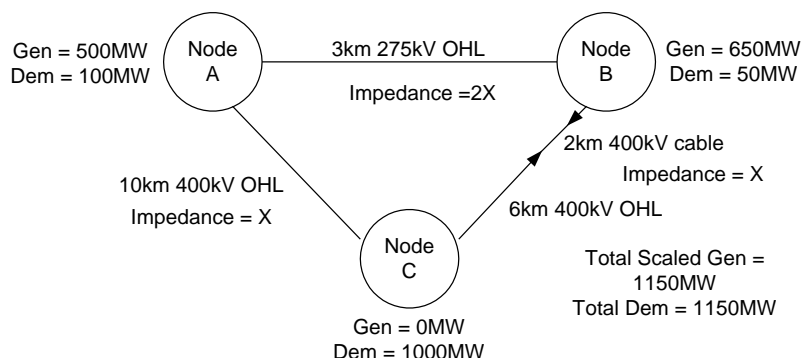 Gen = 500MW
Dem = 100MW
Node
A
3km 275kV OHL
Impedance =2X
Node
B
Gen = 650MW
Dem = 50MW
2km 400kV cable
Impedance = X
10km 400kV OHL
Impedance = X
6km 400kV OHL
Node
C
Gen = 0MW
Dem = 1000MW
Total Scaled Gen =
1150MW
Total Dem = 1150MW